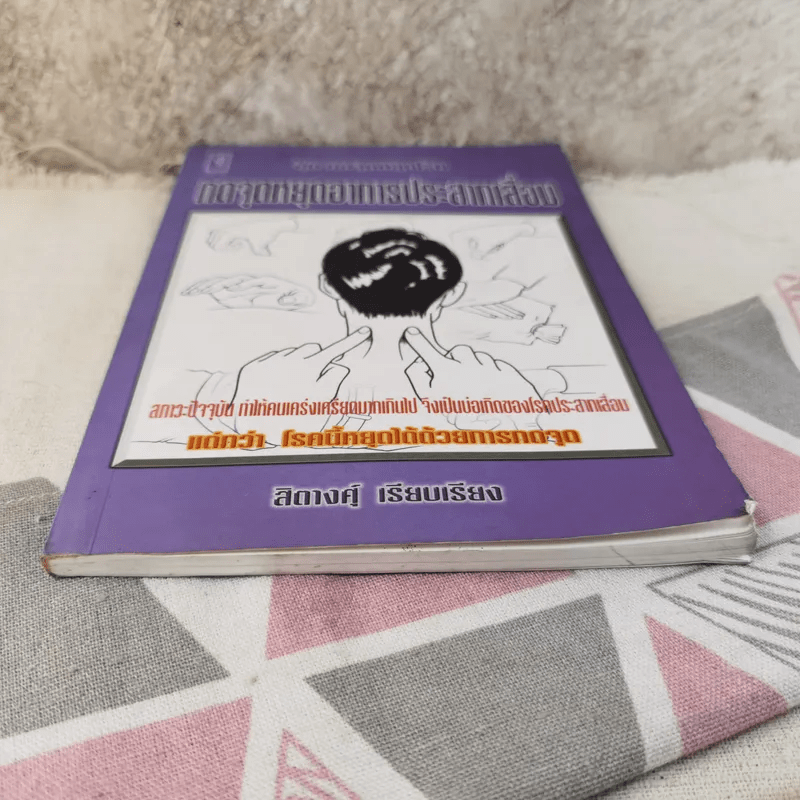 กดจุดหยุดอาการประสาทเสื่อม
สภาวะปัจจุบัน ทำให้คนเคร่งเครียดมากเกินไป จึงเป็นบ่อเกิดของโรคประสาทเสื่อม
แต้กว่า โรคนี้หยุดได้ด้วยการกดจุด
สิตางศุ์ เรียบเรียง